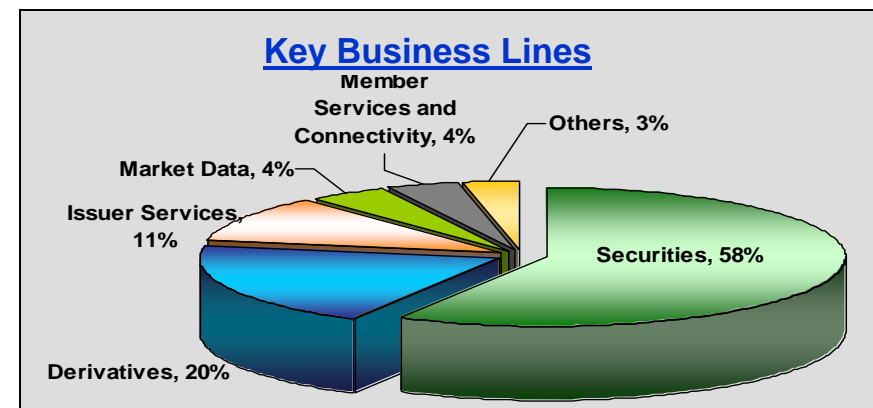 Key Business Lines
Member
Services and
Connectivity, 4%
Others, 3%
Market Data, 4%
Issuer Services,
11%
Securities, 58%
Derivatives, 20%